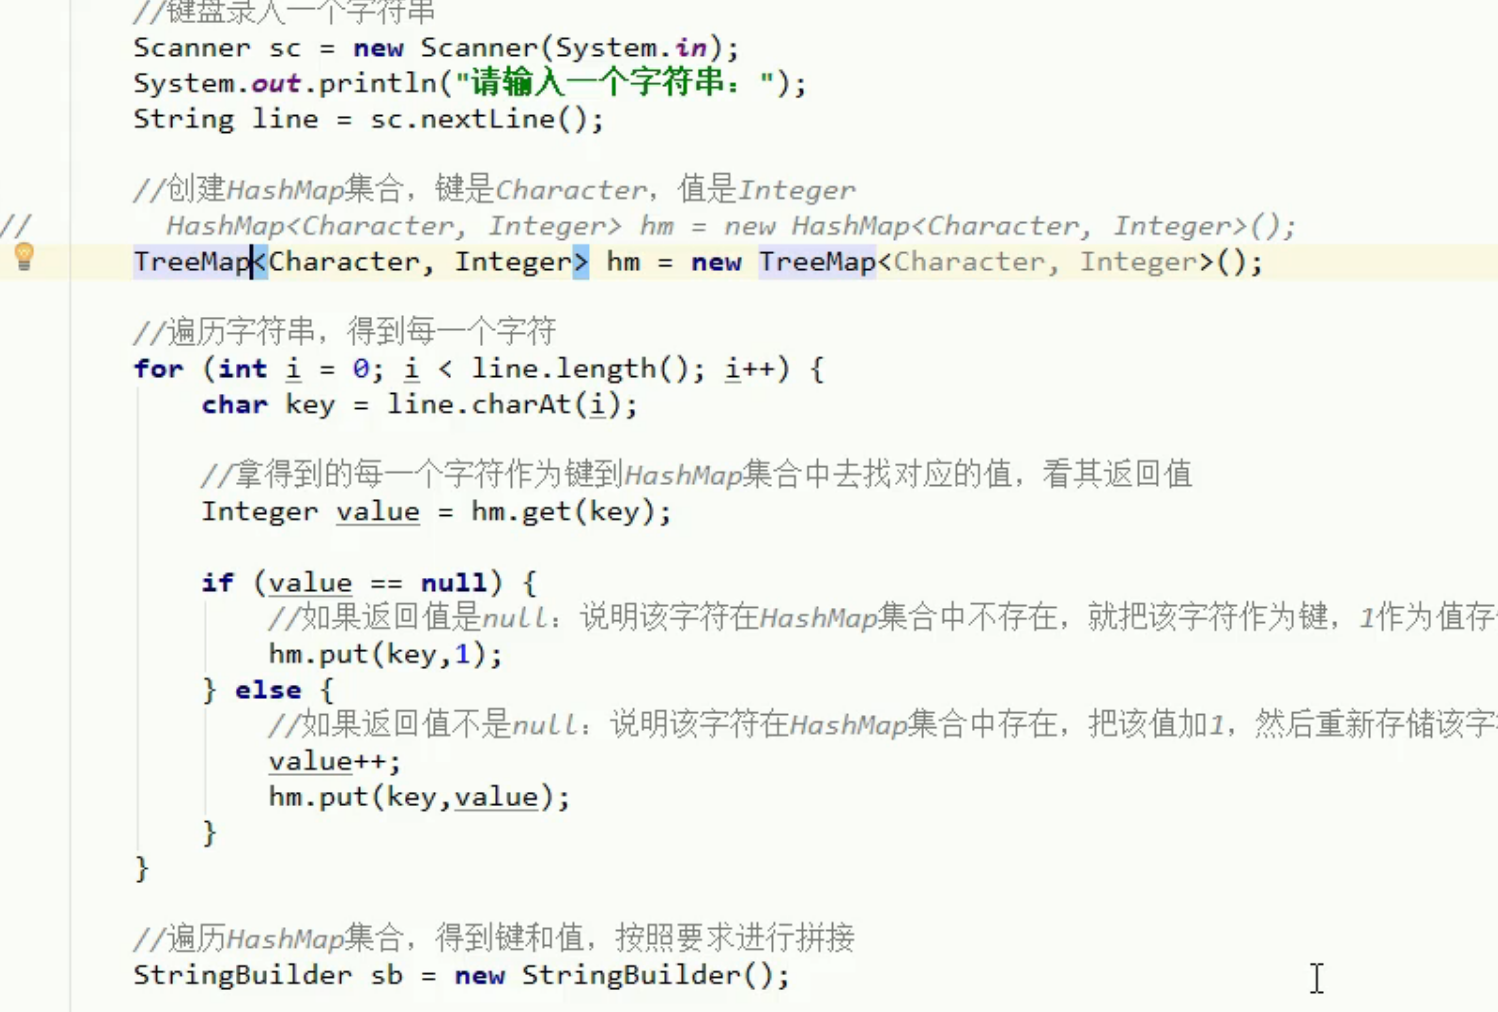 //键盘录入一个字符串
Scanner sc = new Scanner(System.in);
System.out.println("请输入一个字符串：");
String line = sc.nextLine();
//创建HashMap集合，键是Character，值是Integer
// HashMap<Character, Integer> hm = new HashMap<Character, Integer>();
TreeMap<Character, Integer> hm = new TreeMap<Character, Integer>();
//遍历字符串，得到每一个字符
for (int i = 0; i < line.length(); i++) {
char key = line.charAt(i);
//拿得到的每一个字符作为键到HashMap集合中去找对应的值，看其返回值
Integer value = hm.get(key);
if (value == null) {
//如果返回值是null：说明该字符在HashMap集合中不存在，就把该字符作为键，1作为值存
hm.put(key,1);
} else {
//如果返回值不是null：说明该字符在HashMap集合中存在，把该值加1，然后重新存储该字
value++;
hm.put(key,value);
}
}
//遍历HashMap集合，得到键和值，按照要求进行拼接
StringBuilder sb = new StringBuilder();